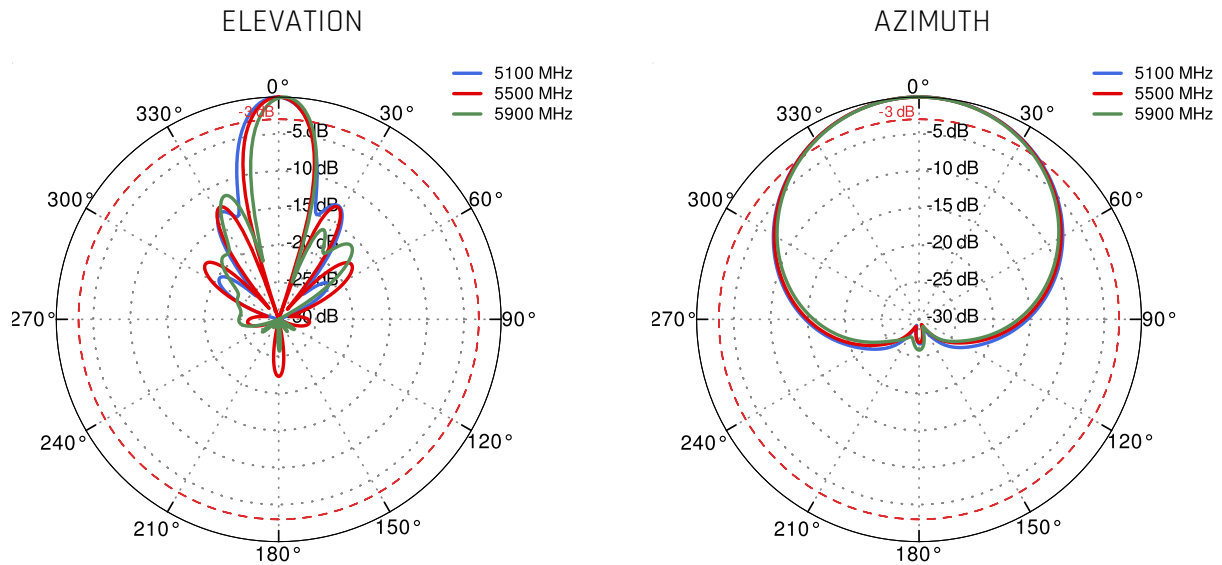 ELEVATION
5100 MHz
5500 MHz
5900 MHz
0°
30°
60°
90°
120°
150°
180°
210°
240°
270°
300°
330°
-3 dB
-5 dB
-10 dB
-15 dB
-20 dB
-25 dB
-30 dB
AZIMUTH
5100 MHz
5500 MHz
5900 MHz
0°
30°
60°
90°
120°
150°
180°
210°
240°
270°
300°
330°
-3 dB
-5 dB
-10 dB
-15 dB
-20 dB
-25 dB
-30 dB